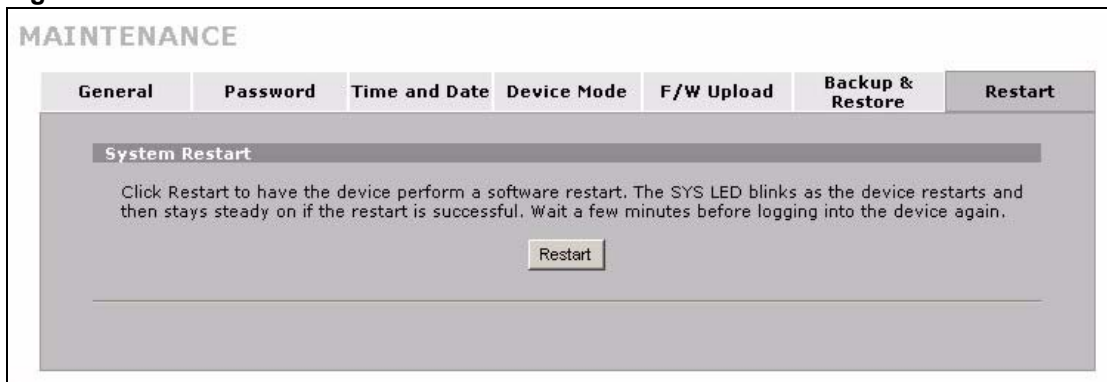 MAINTENANCE
General Password Time and Date Device Mode F/W Upload Backup & Restore Restart
System Restart
Click Restart to have the device perform a software restart. The SYS LED blinks as the device restarts and
then stays steady on if the restart is successful. Wait a few minutes before logging into the device again.
Restart